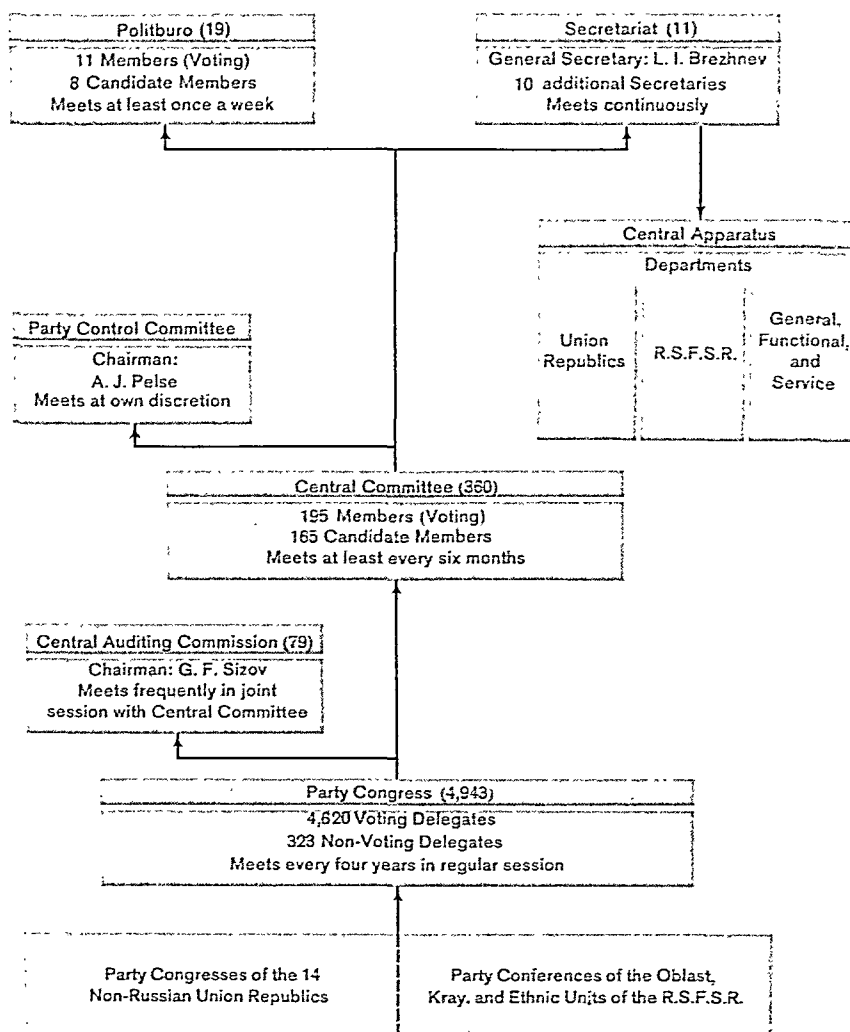 Politburo (19)
11 Members (Voting)
8 Candidate Members
Meets at least once a week
Secretariat (11)
General Secretary: L. I. Brezhnev
10 additional Secretaries
Meets continuously
Central Apparatus
Departments
Union
Republics
R.S.F.S.R.
General,
Functional,
and
Service
Party Control Committee
Chairman:
A. J. Pelse
Meets at own discretion
Central Committee (360)
195 Members (Voting)
165 Candidate Members
Meets at least every six months
Central Auditing Commission (79)
Chairman: G. F. Sizov
Meets frequently in joint
session with Central Committee
Party Congress (4,943)
4,620 Voting Delegates
323 Non-Voting Delegates
Meets every four years in regular session
Party Congresses of the 14
Non-Russian Union Republics
Party Conferences of the Oblast,
Kray, and Ethnic Units of the R.S.F.S.R.